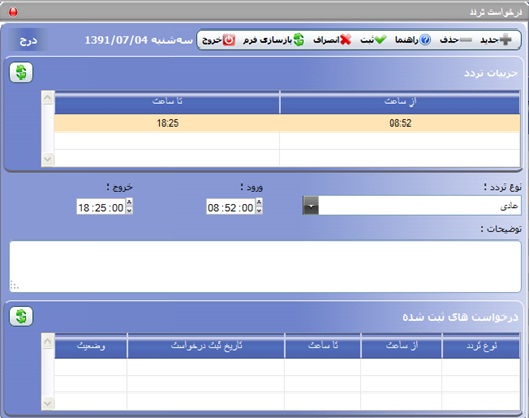 درخواست تردد
جدید حذف راهنما ثبت انصراف بازسازی فرم خروج سه‌شنبه 1391/07/04 درج
جزییات تردد
از ساعت تا ساعت
08:52 18:25
نوع تردد : ورود : خروج :
عادی 08:52:00 18:25:00
توضیحات :
درخواست های ثبت شده
نوع تردد از ساعت تا ساعت تاریخ ثبت درخواست وضعیت